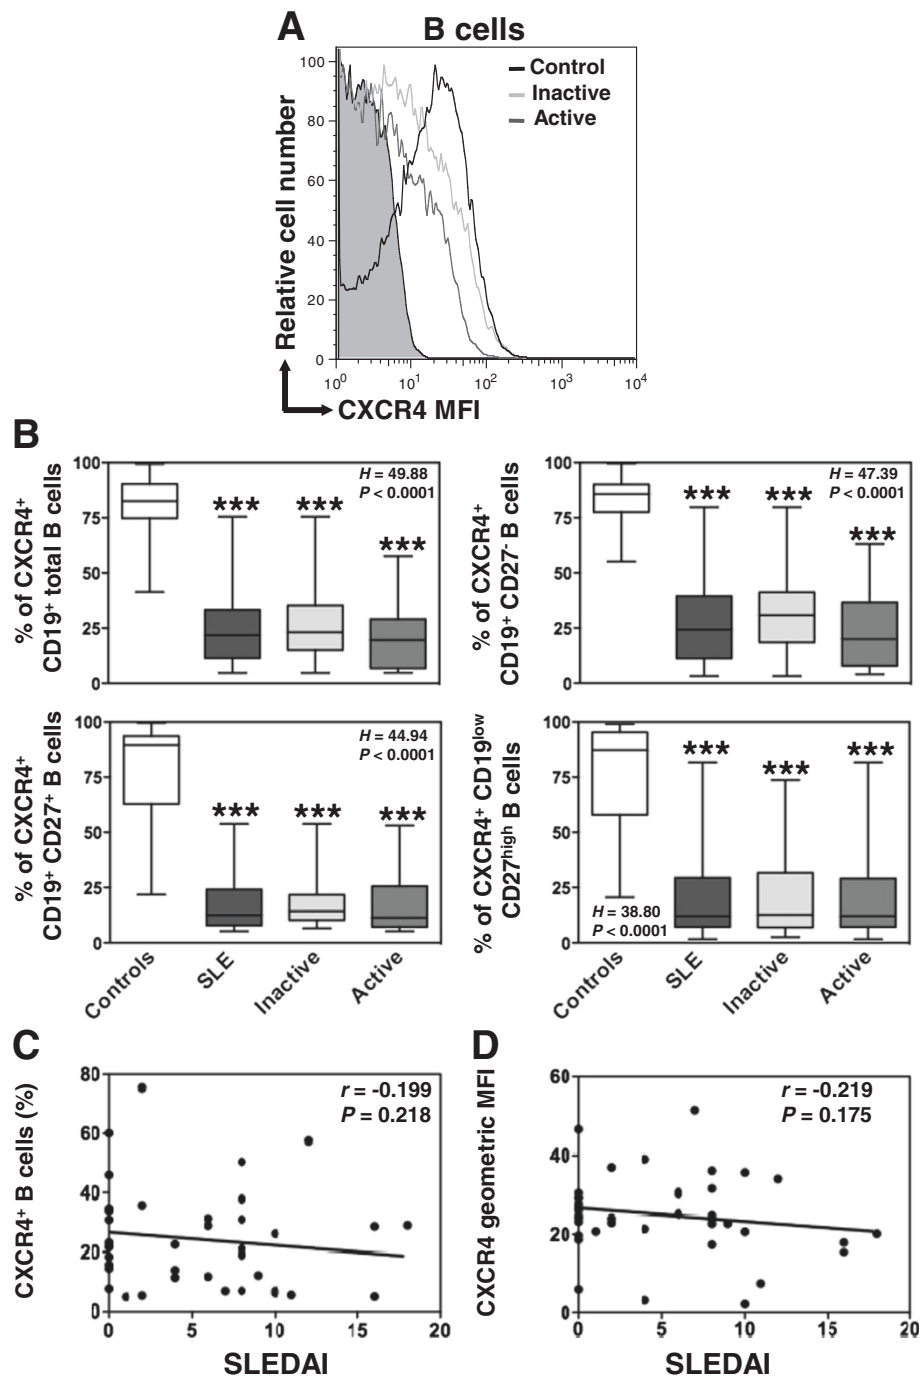 A
B cells
Control
Inactive
Active
Relative cell number
100
80
60
40
20
0
10⁰ 10¹ 10² 10³ 10⁴
CXCR4 MFI
B
% of CXCR4⁺
CD19⁺ total B cells
100
75
50
25
0
H = 49.88
P < 0.0001
*** *** ***
% of CXCR4⁺
CD19⁺ CD27⁻ B cells
100
75
50
25
0
H = 47.39
P < 0.0001
*** *** ***
% of CXCR4⁺
CD19⁺ CD27⁺ B cells
100
75
50
25
0
H = 44.94
P < 0.0001
*** *** ***
Controls SLE Inactive Active
% of CXCR4⁺ CD19ˡᵒʷ
CD27ʰⁱᵍʰ B cells
100
75
50
25
0
H = 38.80
P < 0.0001
*** *** ***
Controls SLE Inactive Active
C
CXCR4⁺ B cells (%)
80
60
40
20
0
r = -0.199
P = 0.218
0 5 10 15 20
SLEDAI
D
CXCR4 geometric MFI
60
40
20
0
r = -0.219
P = 0.175
0 5 10 15 20
SLEDAI